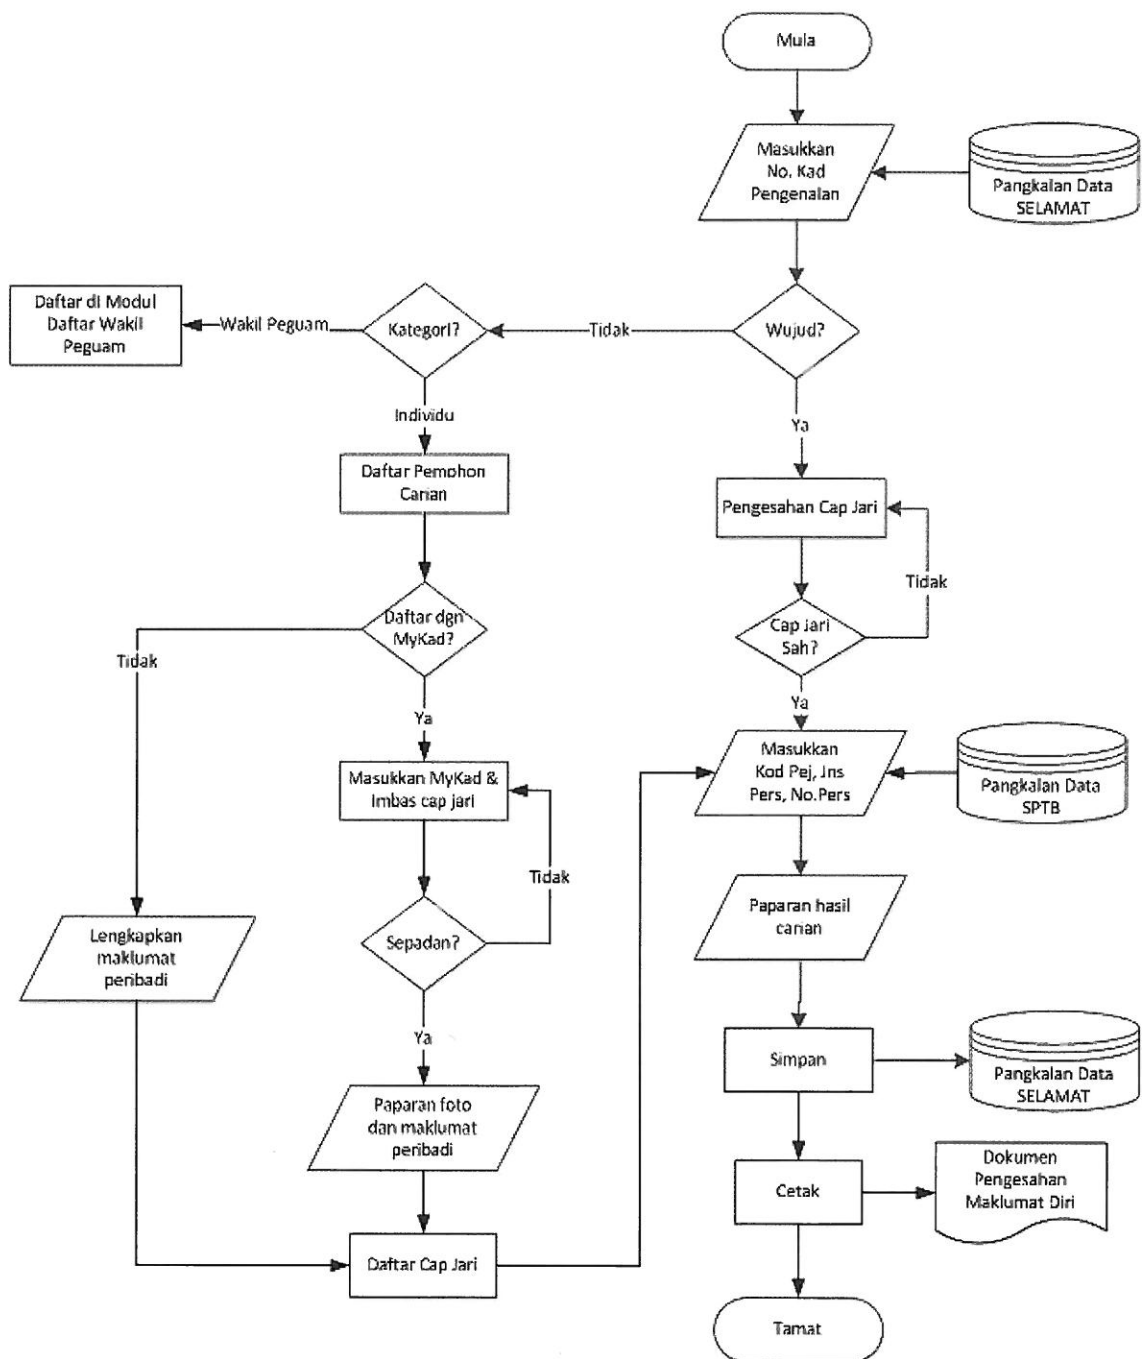 Mula
Masukkan
No. Kad
Pengenalan
Pangkalan Data
SELAMAT
Daftar di Modul
Daftar Wakil
Peguam
Wakil Peguam
Kategori?
Tidak
Wujud?
Individu
Ya
Daftar Pemohon
Carian
Pengesahan Cap Jari
Tidak
Daftar dgn
MyKad?
Cap Jari
Sah?
Tidak
Ya
Ya
Masukkan MyKad &
Imbas cap jari
Masukkan
Kod Pej, Jns
Pers, No.Pers
Pangkalan Data
SPTB
Tidak
Paparan hasil
carian
Lengkapkan
maklumat
peribadi
Sepadan?
Ya
Simpan
Pangkalan Data
SELAMAT
Paparan foto
dan maklumat
peribadi
Cetak
Dokumen
Pengesahan
Maklumat Diri
Daftar Cap Jari
Tamat